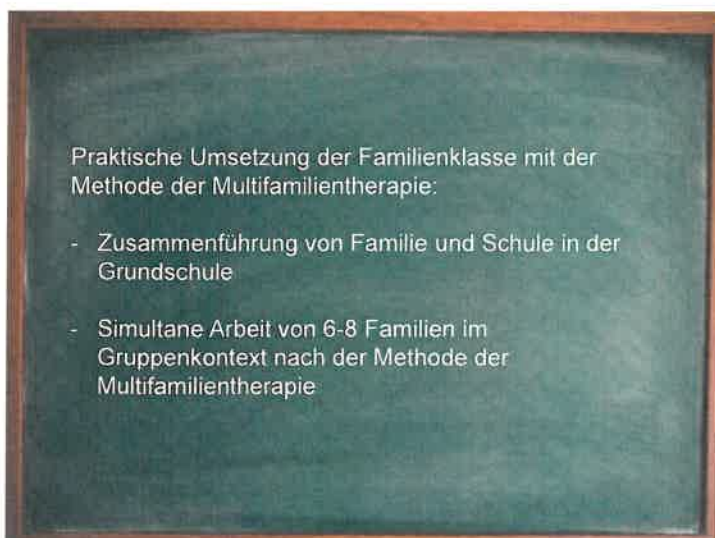 Praktische Umsetzung der Familienklasse mit der
Methode der Multifamilientherapie:
- Zusammenführung von Familie und Schule in der
Grundschule
- Simultane Arbeit von 6-8 Familien im
Gruppenkontext nach der Methode der
Multifamilientherapie